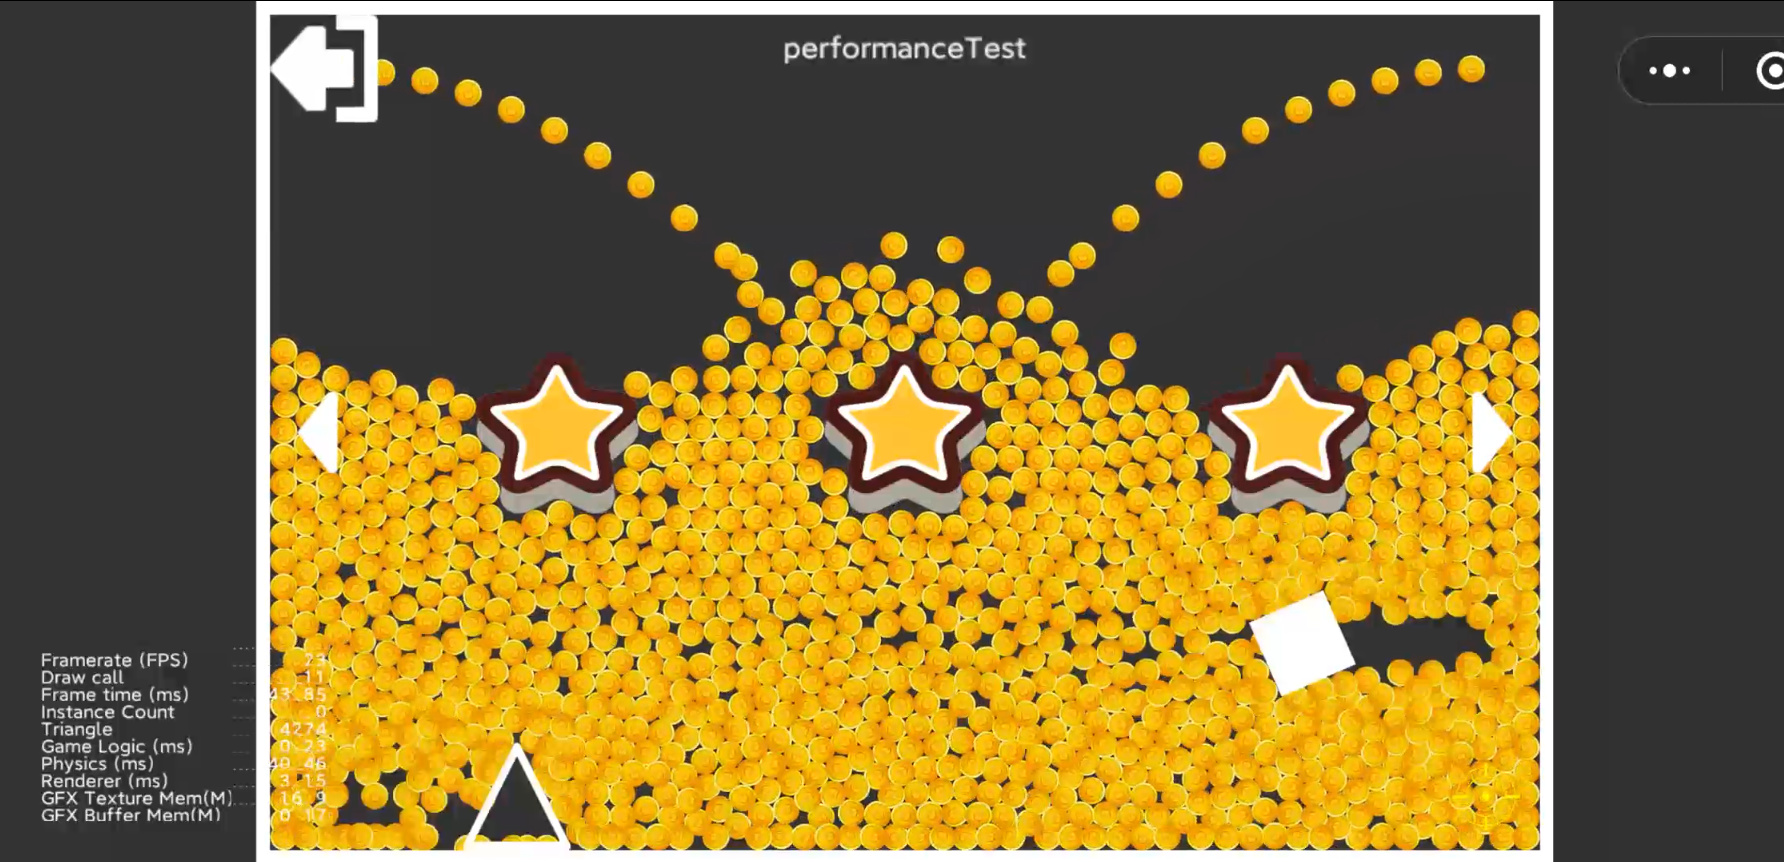 performanceTest
Framerate (FPS) 23
Draw call 11
Frame time (ms) 43.85
Instance Count 0
Triangle 4274
Game Logic (ms) 0.23
Physics (ms) 40.46
Renderer (ms) 3.15
GFX Texture Mem(M) 16.9
GFX Buffer Mem(M) 0.17